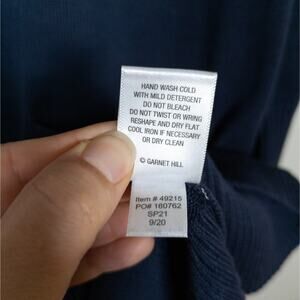 HAND WASH COLD
WITH MILD DETERGENT
DO NOT BLEACH
DO NOT TWIST OR WRING
RESHAPE AND DRY FLAT
COOL IRON IF NECESSARY
OR DRY CLEAN
© GARNET HILL
Item # 49215
PO# 160762
SP21
9/20